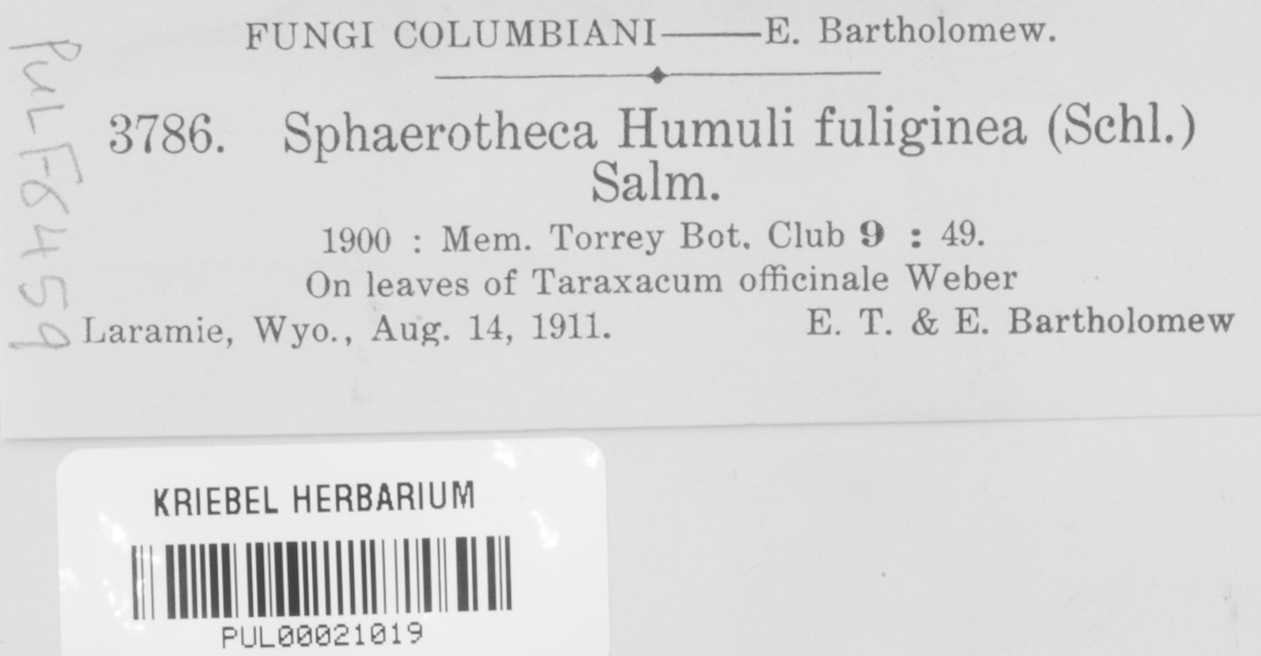 FUNGI COLUMBIANI——E. Bartholomew.
3786. Sphaerotheca Humuli fuliginea (Schl.)
Salm.
1900 : Mem. Torrey Bot. Club 9 : 49.
On leaves of Taraxacum officinale Weber
Laramie, Wyo., Aug. 14, 1911. E. T. & E. Bartholomew
PUL F6459
KRIEBEL HERBARIUM
PUL00021019